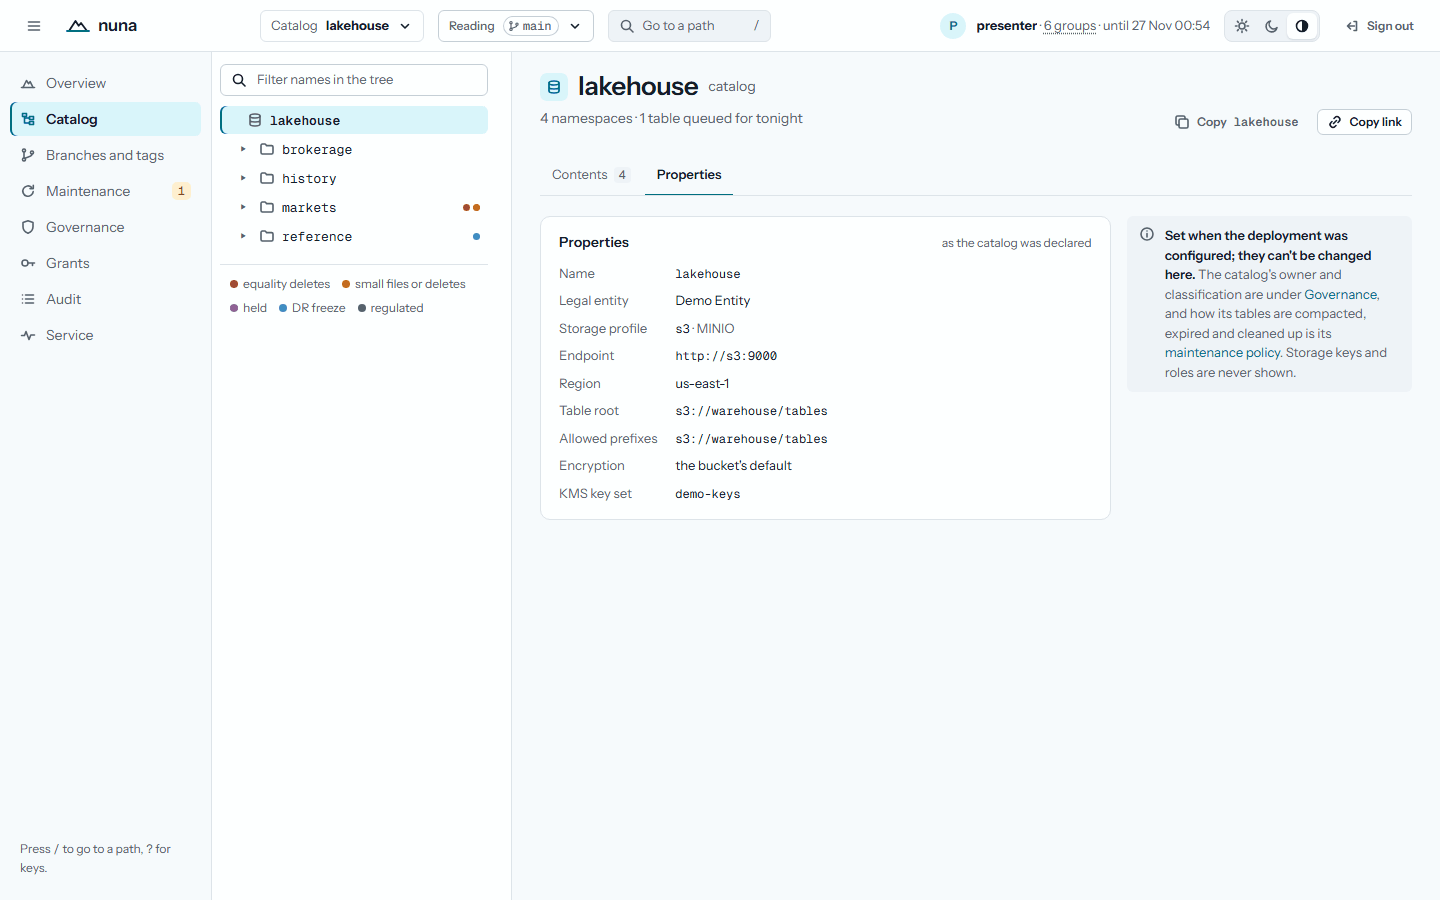 nuna
Catalog lakehouse
Reading main
Go to a path /
P presenter · 6 groups · until 27 Nov 00:54
Sign out
Overview
Catalog
Branches and tags
Maintenance 1
Governance
Grants
Audit
Service
Press / to go to a path, ? for
keys.
Filter names in the tree
lakehouse
brokerage
history
markets
reference
equality deletes small files or deletes
held DR freeze regulated
lakehouse catalog
4 namespaces · 1 table queued for tonight
Copy lakehouse
Copy link
Contents 4 Properties
Properties as the catalog was declared
Name lakehouse
Legal entity Demo Entity
Storage profile s3 · MINIO
Endpoint http://s3:9000
Region us-east-1
Table root s3://warehouse/tables
Allowed prefixes s3://warehouse/tables
Encryption the bucket's default
KMS key set demo-keys
Set when the deployment was
configured; they can't be changed
here. The catalog's owner and
classification are under Governance,
and how its tables are compacted,
expired and cleaned up is its
maintenance policy. Storage keys and
roles are never shown.